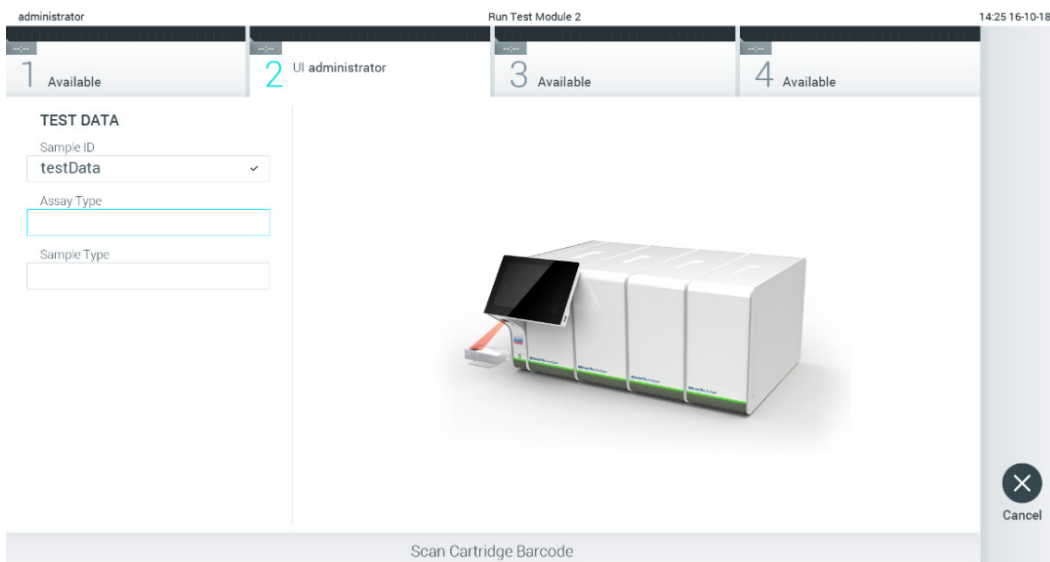 administrator Run Test Module 2 14:25 16-10-18
--:-- --:-- --:-- --:--
1 Available 2 UI administrator 3 Available 4 Available
TEST DATA
Sample ID
testData
Assay Type
Sample Type
Cancel
Scan Cartridge Barcode